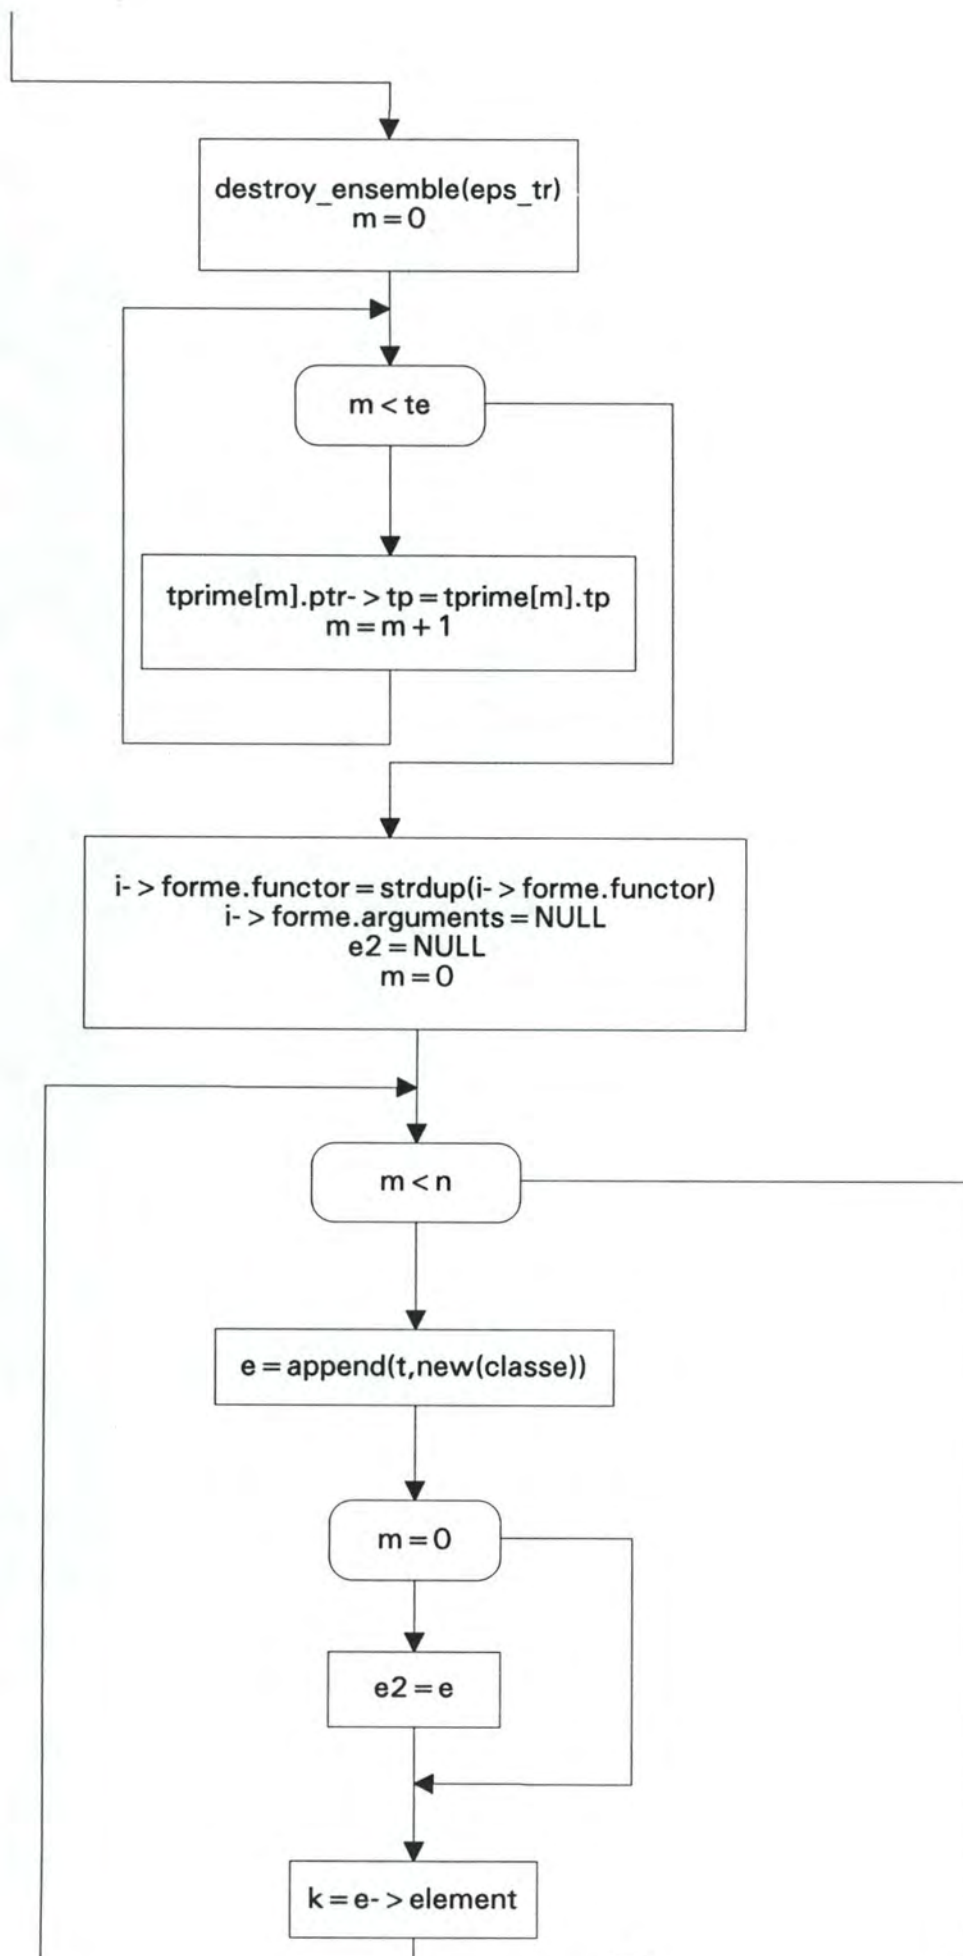 destroy_ensemble(eps_tr)
m=0
m<te
tprime[m].ptr->tp=tprime[m].tp
m=m+1
i->forme.functor=strdup(i->forme.functor)
i->forme.arguments=NULL
e2=NULL
m=0
m<n
e=append(t,new(classe))
m=0
e2=e
k=e->element